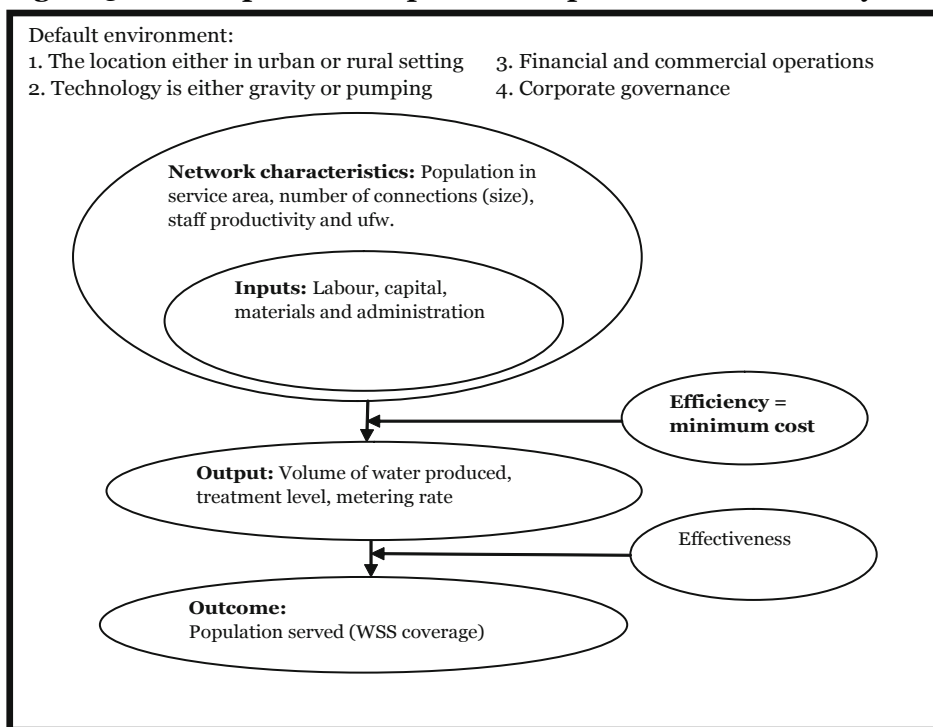 Default environment:
1. The location either in urban or rural setting
3. Financial and commercial operations
2. Technology is either gravity or pumping
4. Corporate governance
Network characteristics: Population in
service area, number of connections (size),
staff productivity and ufw.
Inputs: Labour, capital,
materials and administration
Efficiency =
minimum cost
Output: Volume of water produced,
treatment level, metering rate
Effectiveness
Outcome:
Population served (WSS coverage)